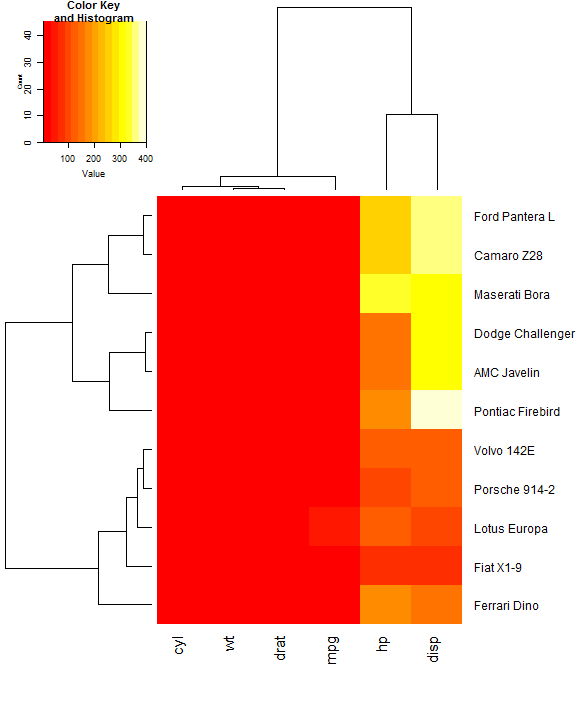 Color Key
and Histogram
Count
0
10
20
30
40
100 200 300 400
Value
Ford Pantera L
Camaro Z28
Maserati Bora
Dodge Challenger
AMC Javelin
Pontiac Firebird
Volvo 142E
Porsche 914-2
Lotus Europa
Fiat X1-9
Ferrari Dino
cyl
wt
drat
mpg
hp
disp